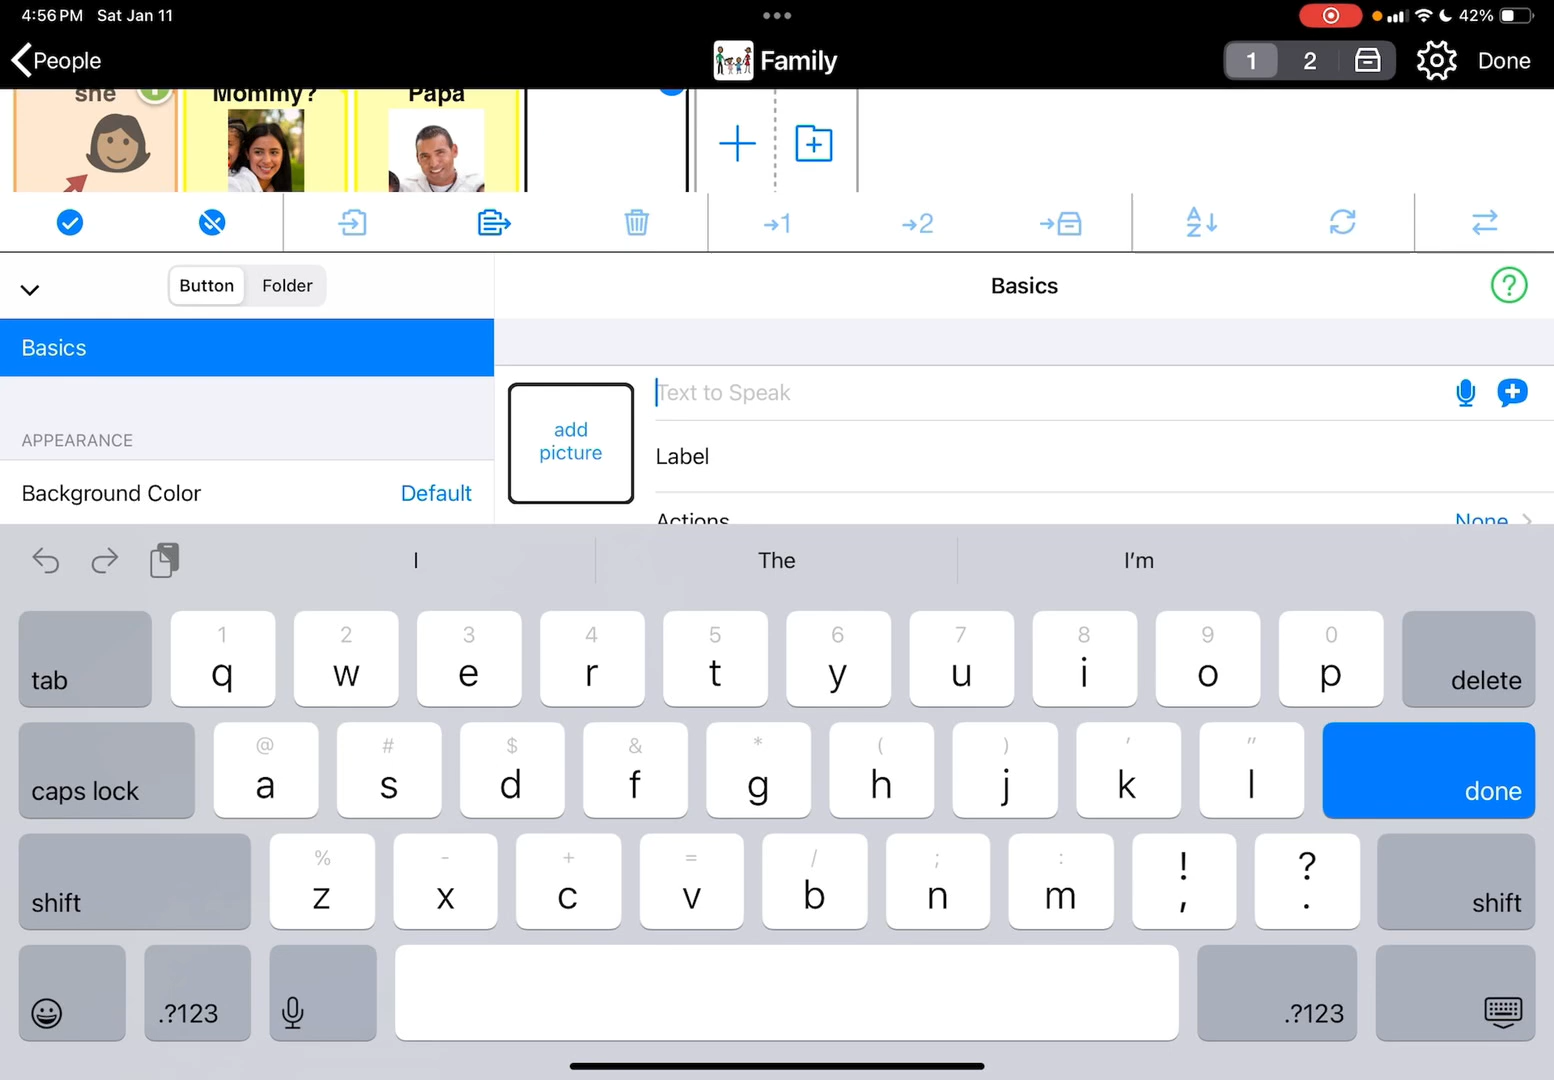 4:56 PM Sat Jan 11
42%
People
Family
1
2
Done
she
Mommy?
Papa
→1
→2
A
Z
Button
Folder
Basics
?
Basics
add
picture
Text to Speak
APPEARANCE
Label
Background Color
Default
Actions
None
I
The
I'm
1 2 3 4 5 6 7 8 9 0
tab q w e r t y u i o p delete
@ # $ & * ( ) ' "
caps lock a s d f g h j k l done
% - + = / ; : ! ?
shift z x c v b n m , . shift
.?123
.?123